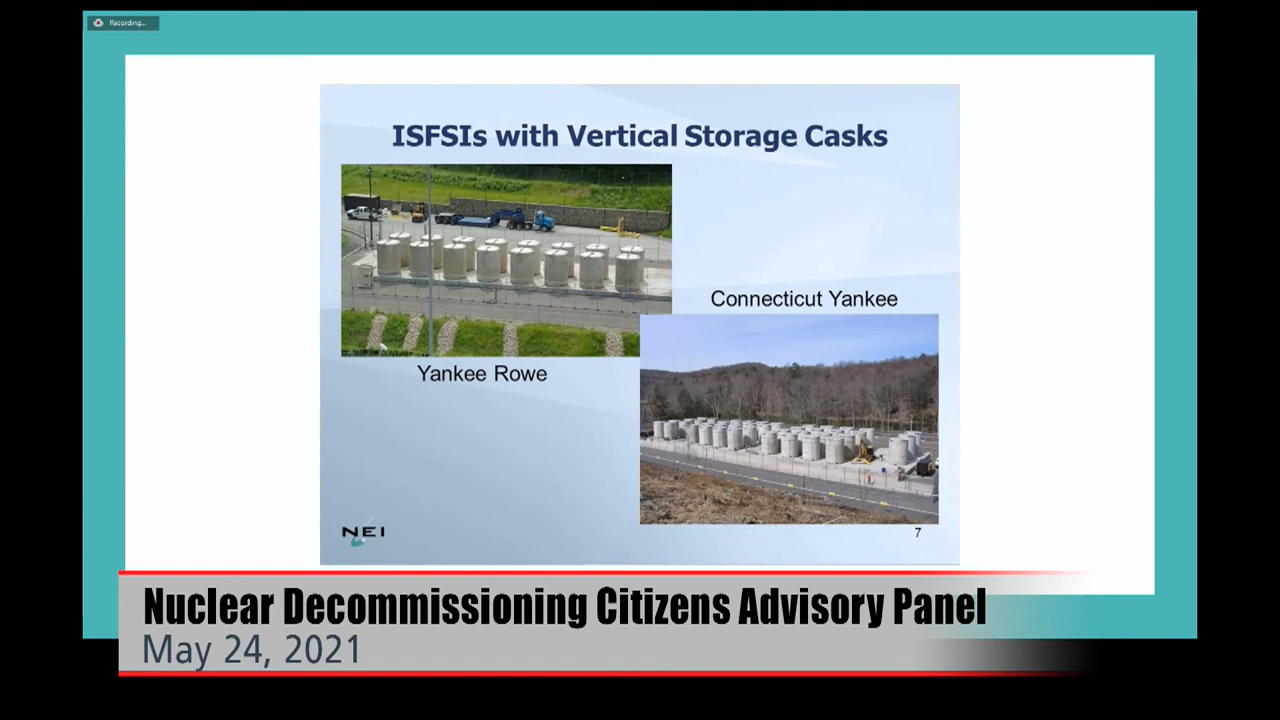 Recording...
ISFSIs with Vertical Storage Casks
Connecticut Yankee
Yankee Rowe
NEI
7
Nuclear Decommissioning Citizens Advisory Panel
May 24, 2021